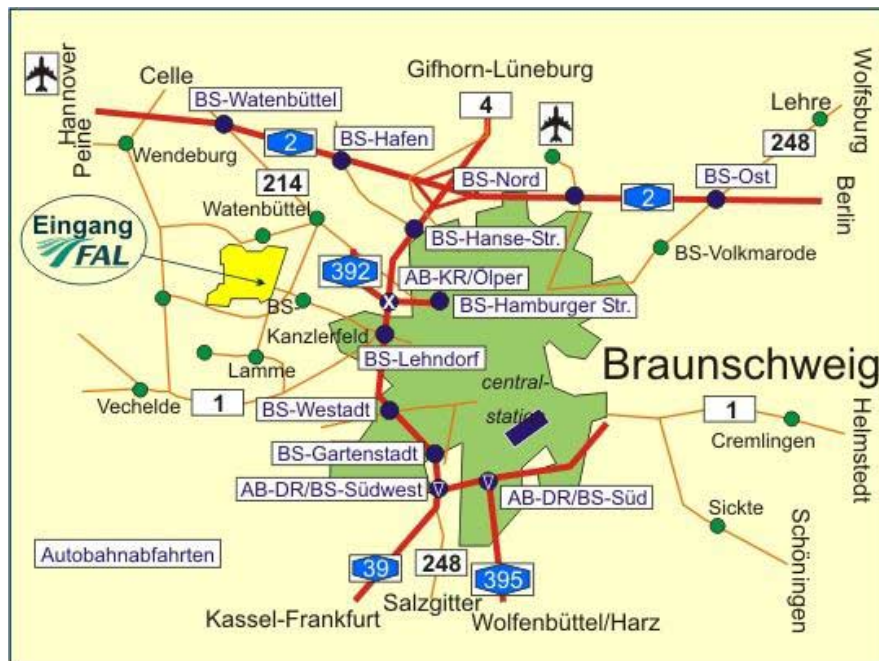 Hannover
Peine
Celle
Gifhorn-Lüneburg
Wolfsburg
Lehre
BS-Watenbüttel
4
2
BS-Hafen
248
Wendeburg
BS-Nord
BS-Ost
214
2
Berlin
Watenbüttel
Eingang
FAL
BS-Hanse-Str.
BS-Volkmarode
392
AB-KR/Ölper
X
BS-Hamburger Str.
BS-
Kanzlerfeld
BS-Lehndorf
Braunschweig
Lamme
central-
station
Vechelde
1
BS-Westadt
1
Cremlingen
Helmstedt
BS-Gartenstadt
AB-DR/BS-Südwest
AB-DR/BS-Süd
Sickte
Schöningen
Autobahnabfahrten
39
248
395
Salzgitter
Kassel-Frankfurt
Wolfenbüttel/Harz